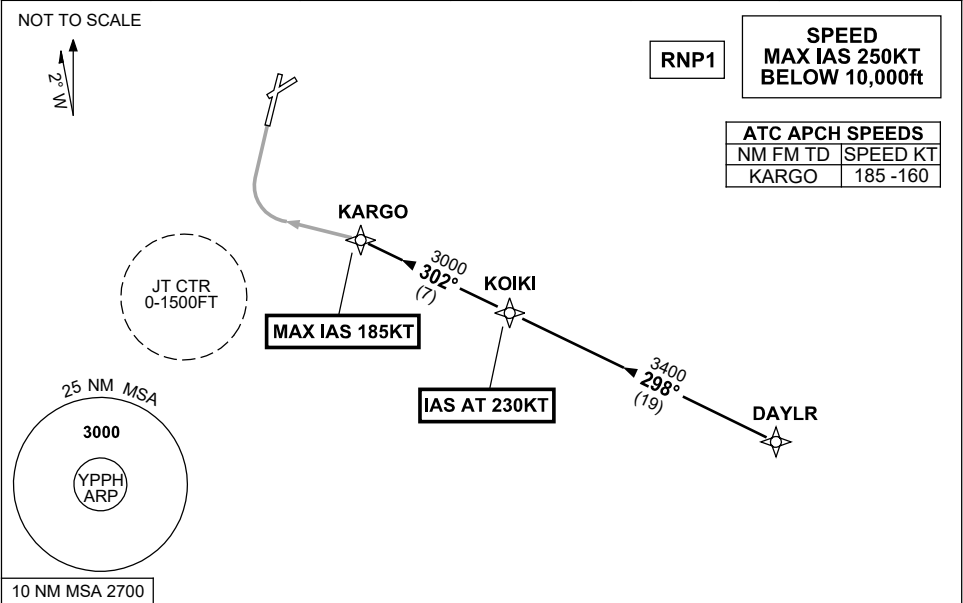 NOT TO SCALE
2° W
RNP1
SPEED
MAX IAS 250KT
BELOW 10,000ft
ATC APCH SPEEDS
NM FM TD SPEED KT
KARGO 185 -160
KARGO
3000
302°
(7)
KOIKI
JT CTR
0-1500FT
MAX IAS 185KT
IAS AT 230KT
3400
298°
(19)
DAYLR
25 NM MSA
3000
YPPH
ARP
10 NM MSA 2700